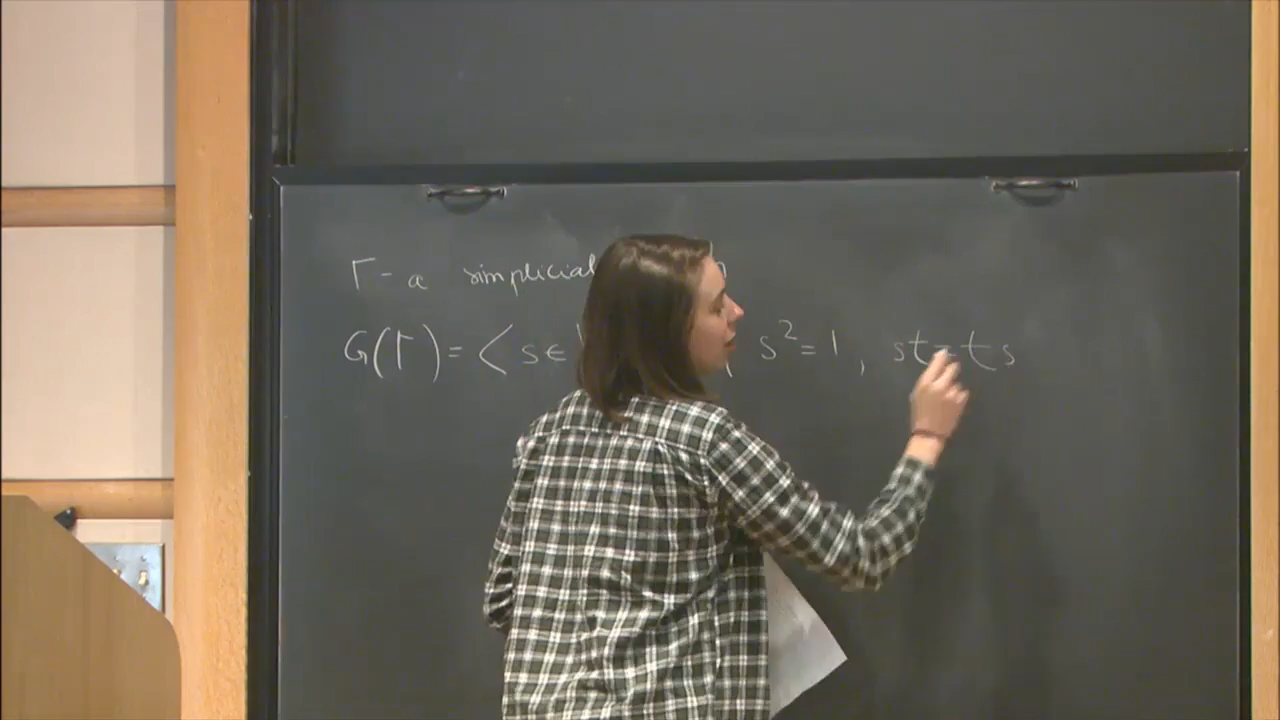 Γ - a simplicial
G(Γ) = < s ∈ s² = 1 , st = ts